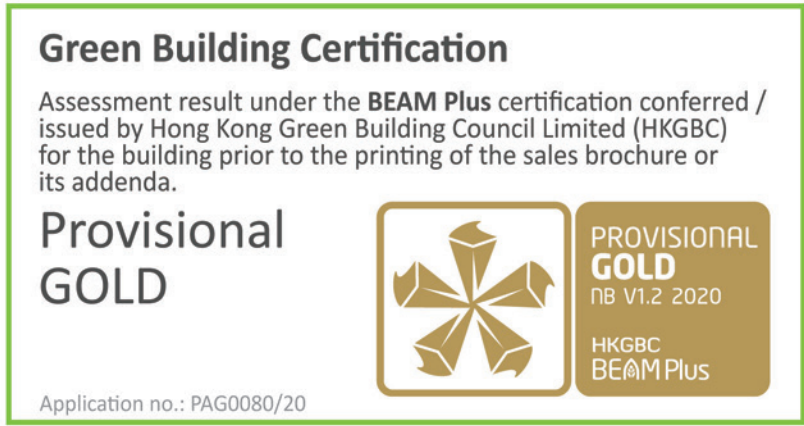 Green Building Certification
Assessment result under the BEAM Plus certification conferred /
issued by Hong Kong Green Building Council Limited (HKGBC)
for the building prior to the printing of the sales brochure or
its addenda.
Provisional
GOLD
PROVISIONAL
GOLD
NB V1.2 2020
HKGBC
BEAM Plus
Application no.: PAG0080/20